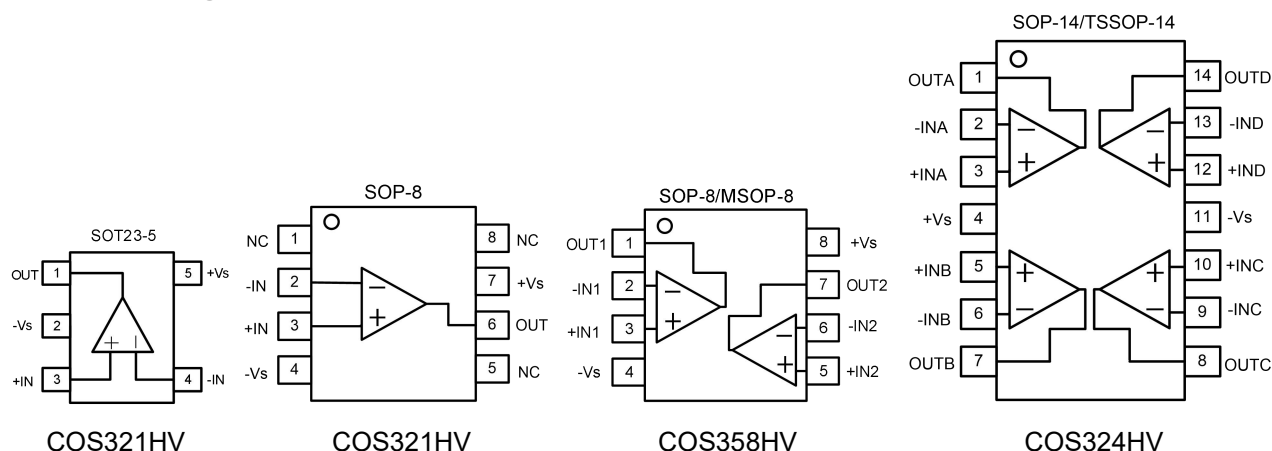 SOT23-5
OUT 1 5 +Vs
-Vs 2
+IN 3 4 -IN
+ −
COS321HV
SOP-8
NC 1 8 NC
-IN 2 7 +Vs
+IN 3 6 OUT
-Vs 4 5 NC
−
+
COS321HV
SOP-8/MSOP-8
OUT1 1 8 +Vs
-IN1 2 7 OUT2
+IN1 3 6 -IN2
-Vs 4 5 +IN2
−
+
−
+
COS358HV
SOP-14/TSSOP-14
OUTA 1 14 OUTD
-INA 2 − − 13 -IND
+INA 3 + + 12 +IND
+Vs 4 11 -Vs
+INB 5 + + 10 +INC
-INB 6 − − 9 -INC
OUTB 7 8 OUTC
COS324HV